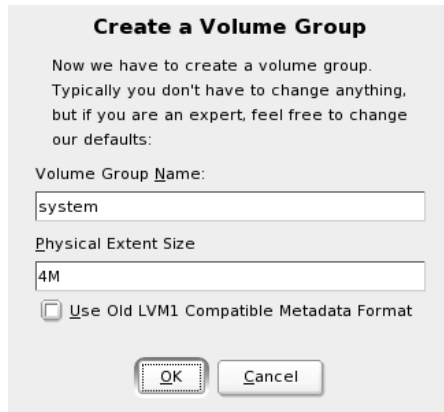 Create a Volume Group
Now we have to create a volume group.
Typically you don't have to change anything,
but if you are an expert, feel free to change
our defaults:
Volume Group Name:
system
Physical Extent Size
4M
Use Old LVM1 Compatible Metadata Format
OK
Cancel